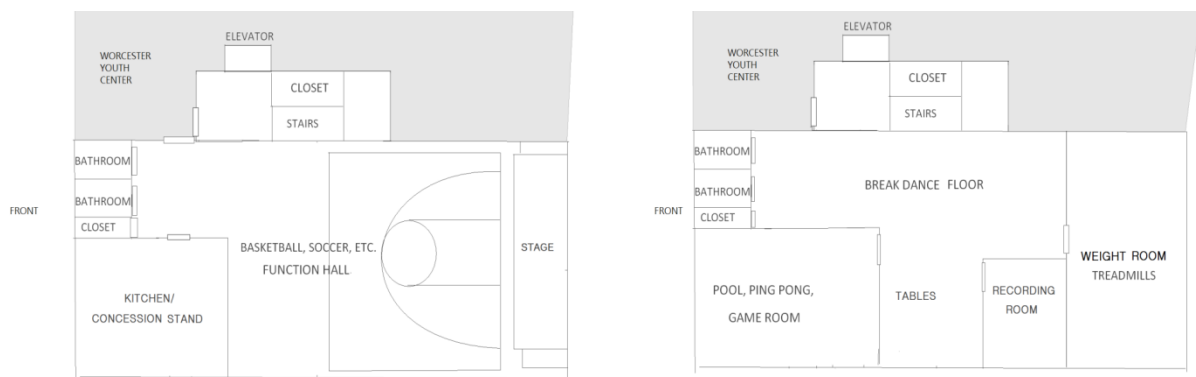 ELEVATOR
WORCESTER
YOUTH
CENTER
CLOSET
STAIRS
BATHROOM
BATHROOM
FRONT
CLOSET
BASKETBALL, SOCCER, ETC.
FUNCTION HALL
STAGE
KITCHEN/
CONCESSION STAND
ELEVATOR
WORCESTER
YOUTH
CENTER
CLOSET
STAIRS
BATHROOM
BREAK DANCE FLOOR
BATHROOM
FRONT
CLOSET
WEIGHT ROOM
TREADMILLS
POOL, PING PONG,
GAME ROOM
TABLES
RECORDING
ROOM